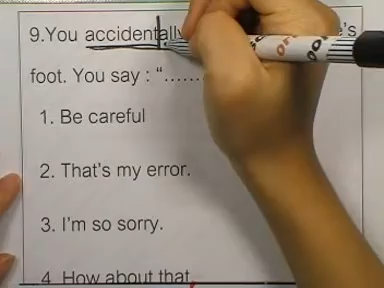 9.You accidentally 's
foot. You say : “……
1. Be careful
2. That's my error.
3. I'm so sorry.
4. How about that